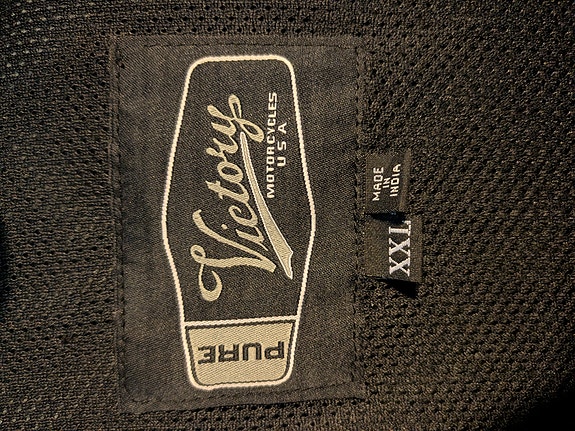 Victory
MOTORCYCLES
USA
PURE
MADE
IN
INDIA
XXL